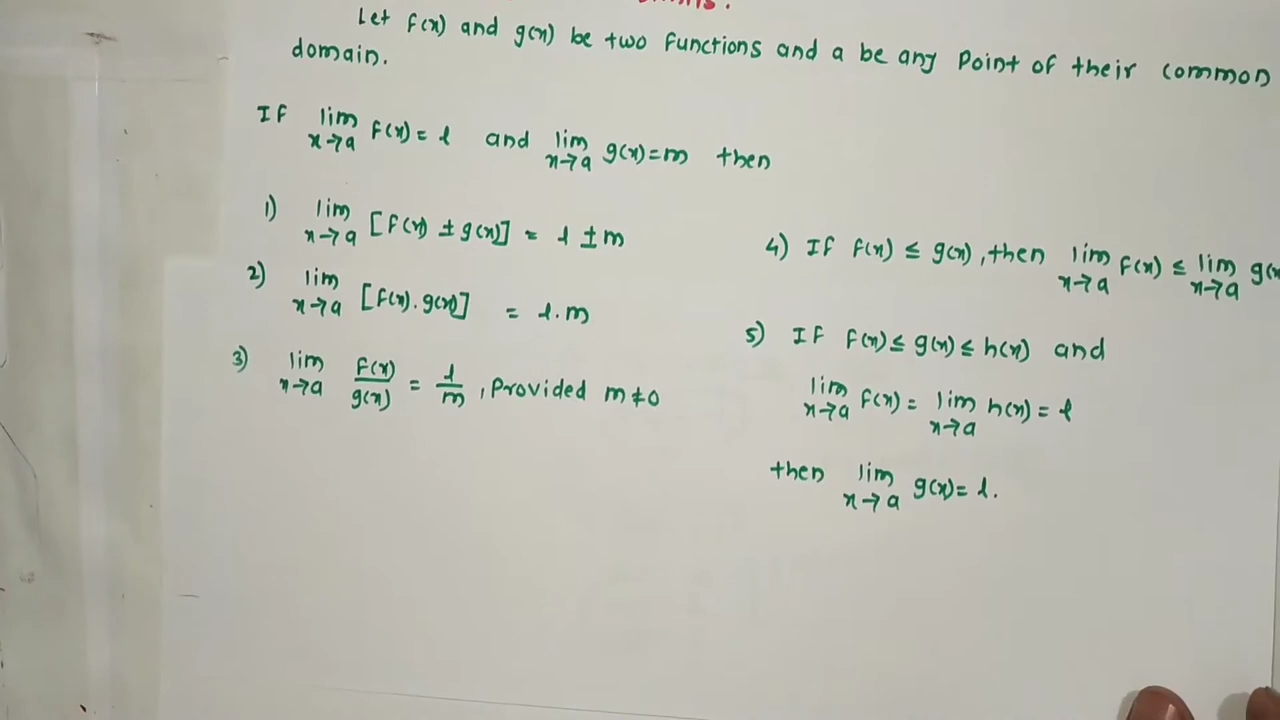 Let f(x) and g(x) be two functions and a be any Point of their common
domain.
If lim x→a f(x) = l and lim x→a g(x) = m then
1) lim x→a [f(x) ± g(x)] = l ± m
2) lim x→a [f(x). g(x)] = l.m
3) lim x→a f(x)/g(x) = l/m , Provided m ≠ 0
4) If f(x) ≤ g(x), then lim x→a f(x) ≤ lim x→a g(x
5) If f(x) ≤ g(x) ≤ h(x) and
lim x→a f(x) = lim x→a h(x) = l
then lim x→a g(x) = l.